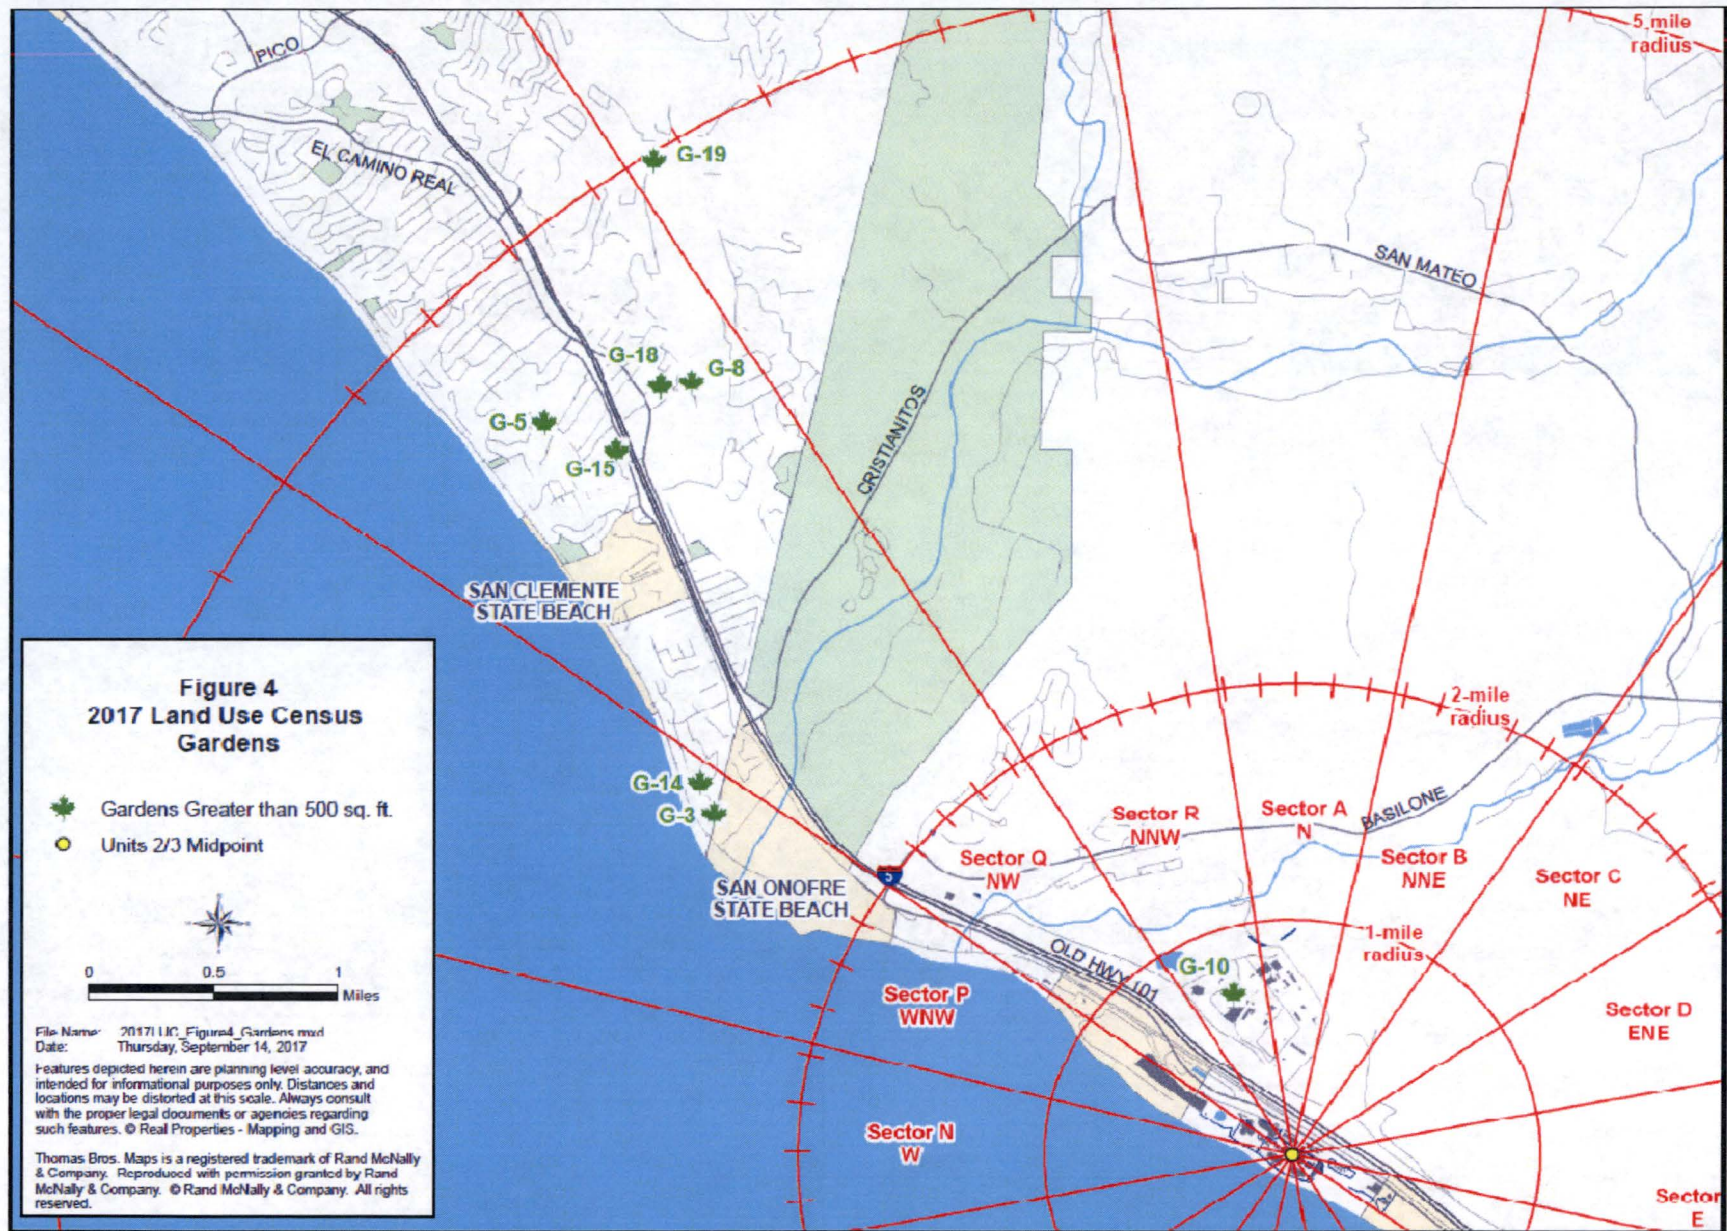 5 mile
radius
PICO
EL CAMINO REAL
G-19
SAN MATEO
G-18
G-8
G-5
G-15
CRISTIANITOS
SAN CLEMENTE
STATE BEACH
2-mile
radius
G-14
G-3
Sector R
NNW
Sector A
N
BASILONE
Sector Q
NW
Sector B
NNE
Sector C
NE
5
SAN ONOFRE
STATE BEACH
1-mile
radius
OLD HWY 101
G-10
Sector P
WNW
Sector D
ENE
Sector N
W
Sector
E
Figure 4
2017 Land Use Census
Gardens
Gardens Greater than 500 sq. ft.
Units 2/3 Midpoint
0 0.5 1
Miles
File Name: 2017LUC_Figure4_Gardens.mxd
Date: Thursday, September 14, 2017
Features depicted herein are planning level accuracy, and
intended for informational purposes only. Distances and
locations may be distorted at this scale. Always consult
with the proper legal documents or agencies regarding
such features. © Real Properties - Mapping and GIS.
Thomas Bros. Maps is a registered trademark of Rand McNally
& Company. Reproduced with permission granted by Rand
McNally & Company. © Rand McNally & Company. All rights
reserved.